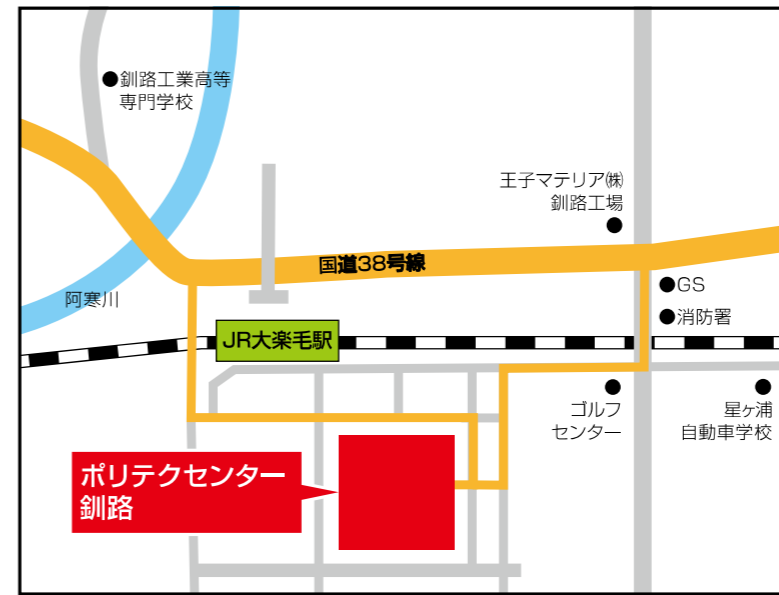 ●釧路工業高等
専門学校
王子マテリア㈱
釧路工場
国道38号線
●GS
阿寒川
●消防署
JR大楽毛駅
ゴルフ
センター
星ヶ浦
自動車学校
ポリテクセンター
釧路